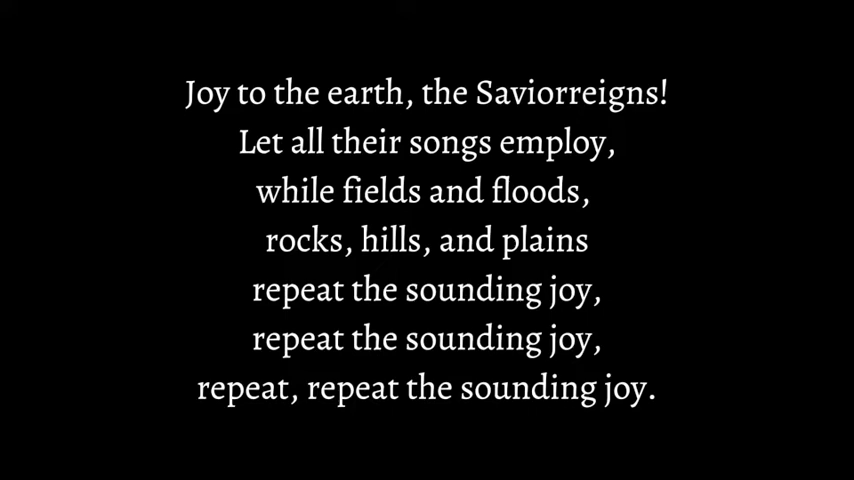 Joy to the earth, the Saviorreigns!
Let all their songs employ,
while fields and floods,
rocks, hills, and plains
repeat the sounding joy,
repeat the sounding joy,
repeat, repeat the sounding joy.